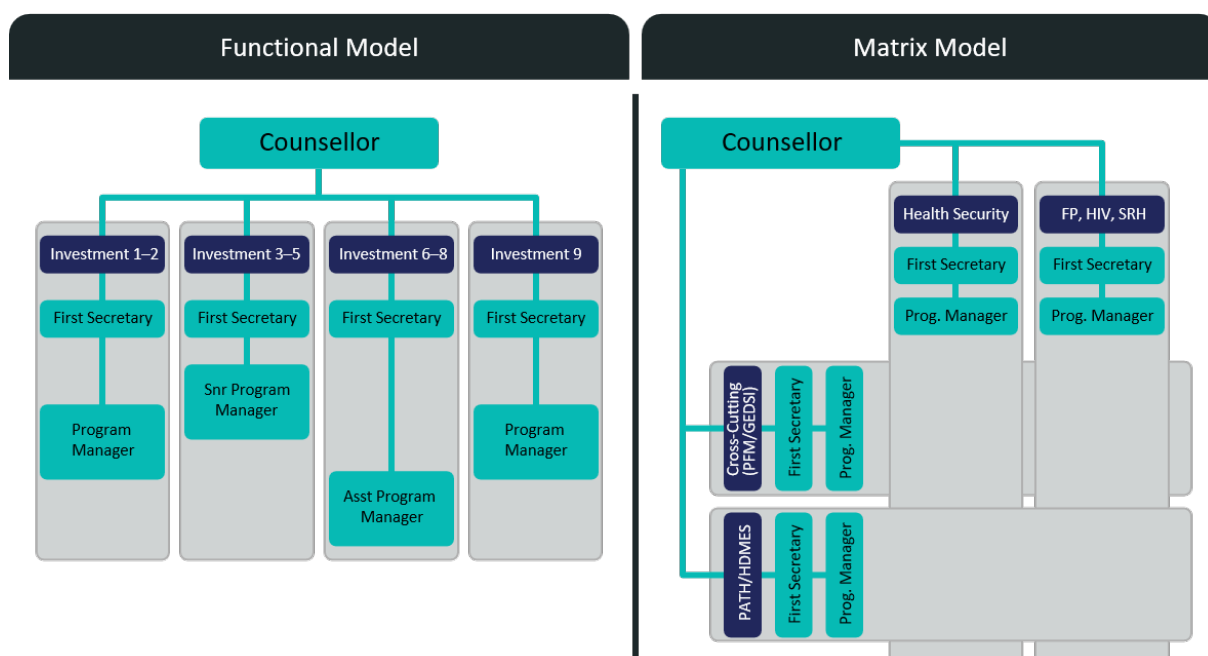 Functional Model
Counsellor
Investment 1–2
Investment 3–5
Investment 6–8
Investment 9
First Secretary
First Secretary
First Secretary
First Secretary
Program
Manager
Snr Program
Manager
Asst Program
Manager
Program
Manager
Matrix Model
Counsellor
Health Security
FP, HIV, SRH
First Secretary
First Secretary
Prog. Manager
Prog. Manager
Cross-Cutting
(PFM/GEDSI)
First Secretary
Prog. Manager
PATH/HDMES
First Secretary
Prog. Manager